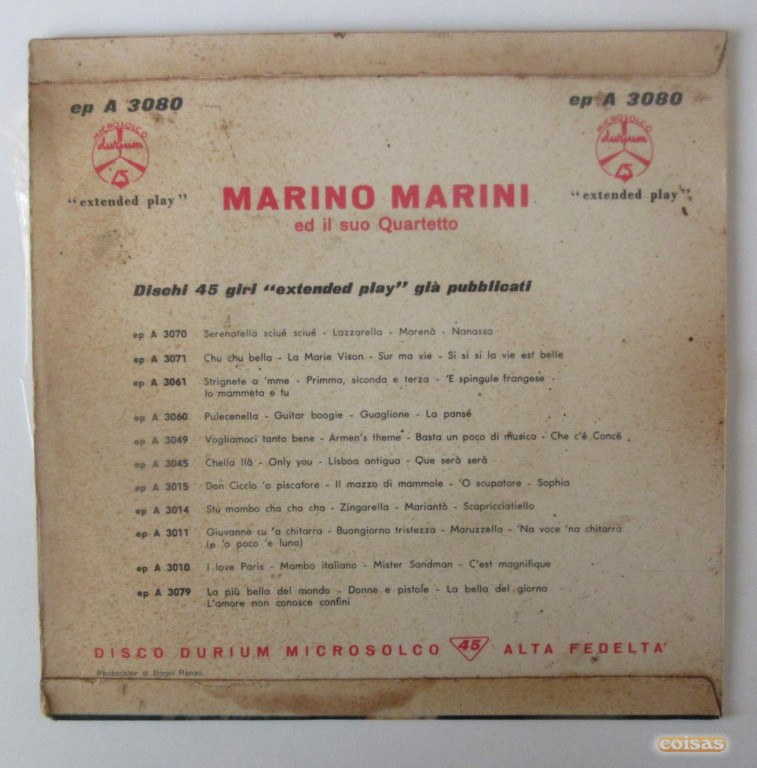 ep A 3080
ep A 3080
MICROSOLCO
durium
45
MICROSOLCO
durium
45
"extended play"
"extended play"
MARINO MARINI
ed il suo Quartetto
Dischi 45 giri "extended play" già pubblicati
ep A 3070 Serenatella sciué sciué - Lazzarella - Marenà - Nanassa
ep A 3071 Chu chu bella - La Marie Vison - Sur ma vie - Si si si la vie est belle
ep A 3061 Strignete a 'mme - Primma, siconda e terza - 'E spingule frangese -
Io mammeta e tu
ep A 3060 Pulecenella - Guitar boogie - Guaglione - La pansé
ep A 3049 Vogliamoci tanto bene - Armen's theme - Basta un poco di musica - Che c'é Concé
ep A 3045 Chella llà - Only you - Lisboa antigua - Que serà serà
ep A 3015 Don Ciccio 'o piscatore - Il mazzo di mammole - 'O scupatore - Sophia
ep A 3014 Stu mambo cha cha cha - Zingarella - Mariantò - Scapricciatiello
ep A 3011 Giuvanne cu 'a chitarra - Buongiorno tristezza - Maruzzella - 'Na voce 'na chitarra
(e 'o poco 'e luna)
ep A 3010 I love Paris - Mambo italiano - Mister Sandman - C'est magnifique
ep A 3079 La più bella del mondo - Donne e pistole - La bella del giorno
L'amore non conosce confini
DISCO DURIUM MICROSOLCO 45 ALTA FEDELTA'
di
coisas